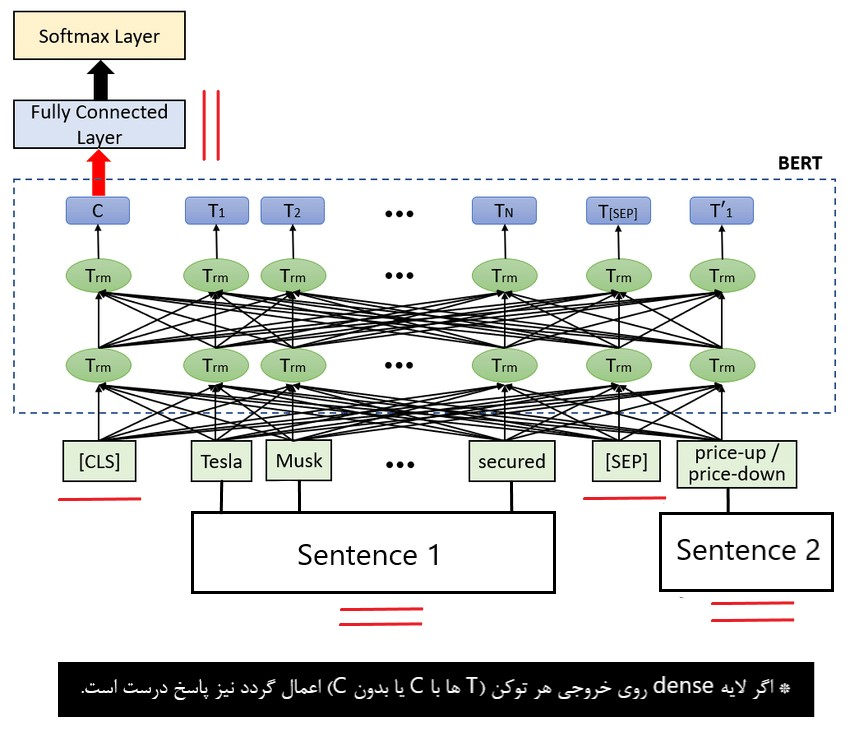 Softmax Layer
Fully Connected
Layer
BERT
C T1 T2 ••• TN T[SEP] T′1
Trm Trm Trm ••• Trm Trm Trm
Trm Trm Trm ••• Trm Trm Trm
[CLS] Tesla Musk ••• secured [SEP] price-up /
price-down
Sentence 1 Sentence 2
* اگر لایه dense روی خروجی هر توکن (T ها با C یا بدون C) اعمال گردد نیز پاسخ درست است.